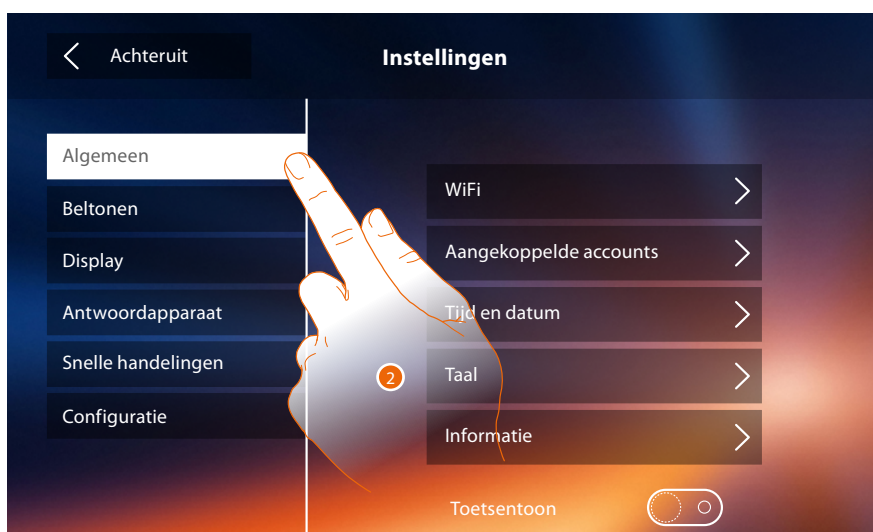 Achteruit
Instellingen
Algemeen
Beltonen
Display
Antwoordapparaat
Snelle handelingen
Configuratie
WiFi
Aangekoppelde accounts
Tijd en datum
2
Taal
Informatie
Toetsentoon